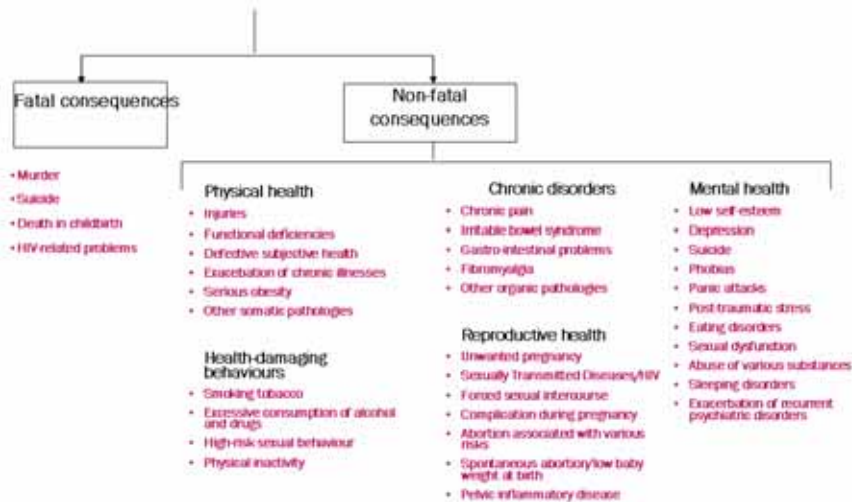 Fatal consequences
Non-fatal
consequences
• Murder
• Suicide
• Death in childbirth
• HIV-related problems
Physical health
• Injuries
• Functional deficiencies
• Defective subjective health
• Exacebation of chronic illnesses
• Serious obesity
• Other somatic pathologies
Health-damaging
behaviours
• Smoking tobacco
• Excessive consumption of alcohol
and drugs
• High-risk sexual behaviour
• Physical inactivity
Chronic disorders
• Chronic pain
• Irritable bowel syndrome
• Gastro-intestinal problems
• Fibromyalgia
• Other organic pathologies
Reproductive health
• Unwanted pregnancy
• Sexually Transmitted Diseases/HIV
• Forced sexual intercourse
• Complication during pregnancy
• Abortion associated with various
risks
• Spontaneous abortion/low baby
weight at birth
• Pelvic inflammatory disease
Mental health
• Low self-esteem
• Depression
• Suicide
• Phobias
• Panic attacks
• Post-traumatic stress
• Eating disorders
• Sexual dysfunction
• Abuse of various substances
• Sleeping disorders
• Exacerbation of recurrent
psychiatric disorders